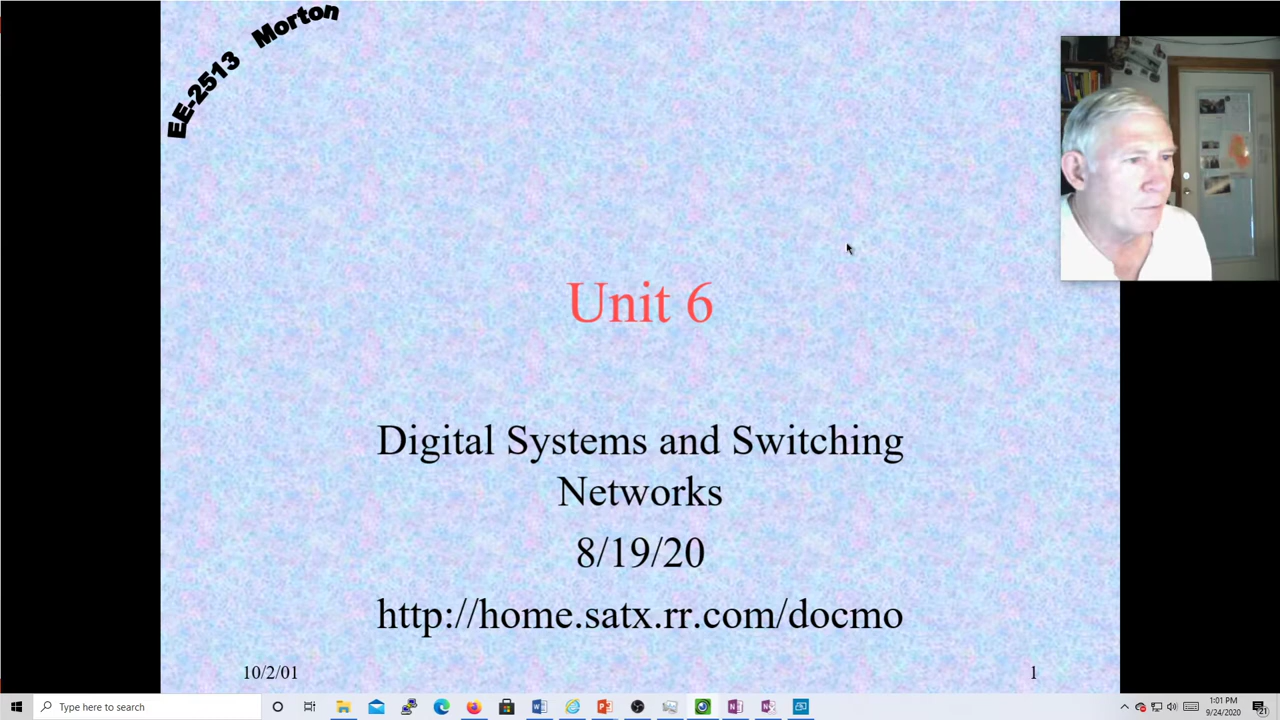 EE-2513 Morton
Unit 6
Digital Systems and Switching
Networks
8/19/20
http://home.satx.rr.com/docmo
10/2/01
1
Type here to search
1:01 PM
9/24/2020
21